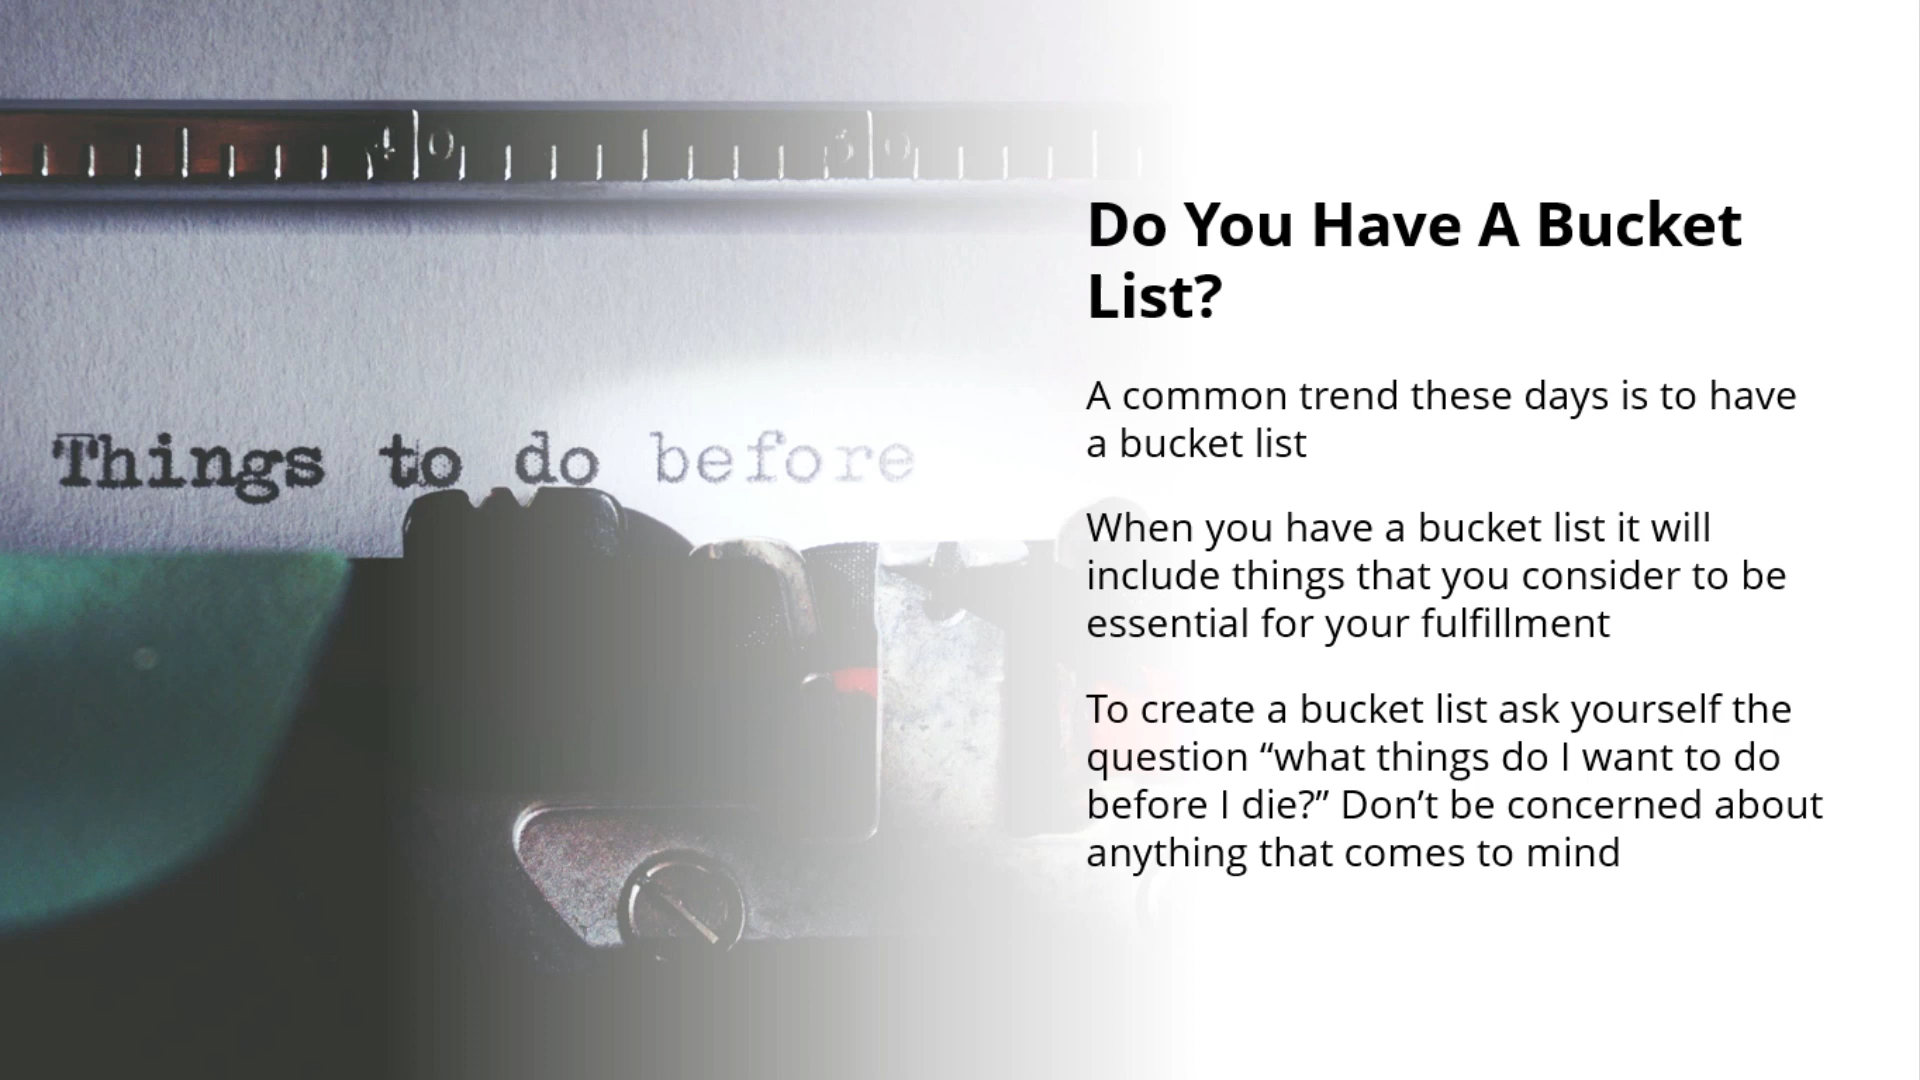 40 50
Things to do before
Do You Have A Bucket
List?
A common trend these days is to have
a bucket list
When you have a bucket list it will
include things that you consider to be
essential for your fulfillment
To create a bucket list ask yourself the
question “what things do I want to do
before I die?” Don’t be concerned about
anything that comes to mind